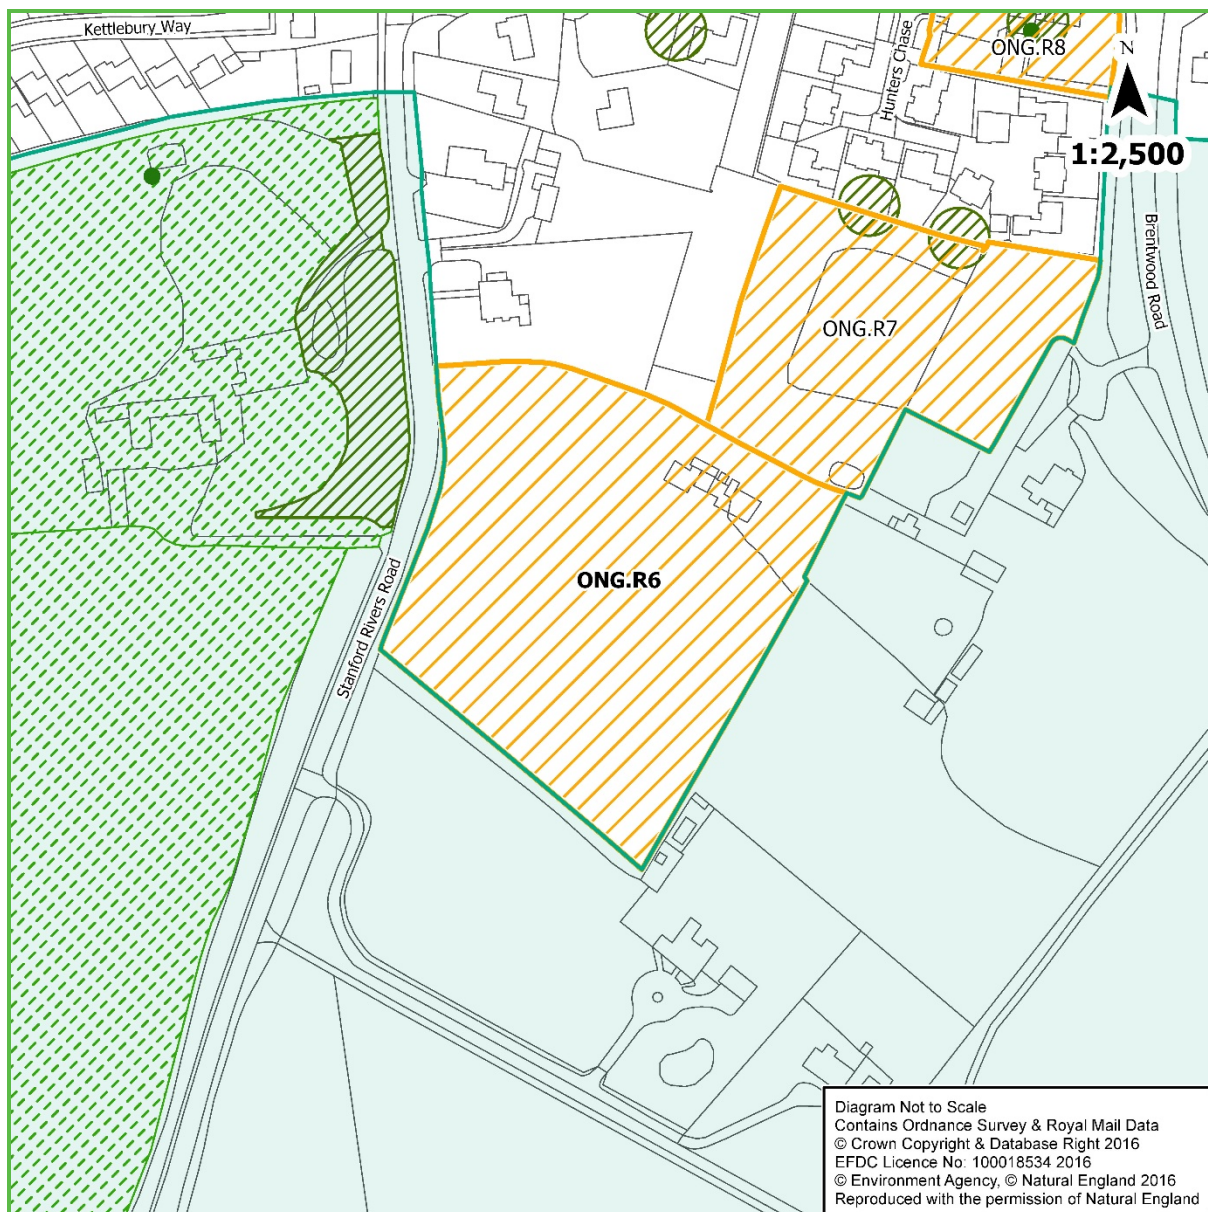 Kettlebury Way
Hunters Chase
ONG.R8
N
1:2,500
Brentwood Road
ONG.R7
ONG.R6
Stanford Rivers Road
Diagram Not to Scale
Contains Ordnance Survey & Royal Mail Data
© Crown Copyright & Database Right 2016
EFDC Licence No: 100018534 2016
© Environment Agency, © Natural England 2016
Reproduced with the permission of Natural England